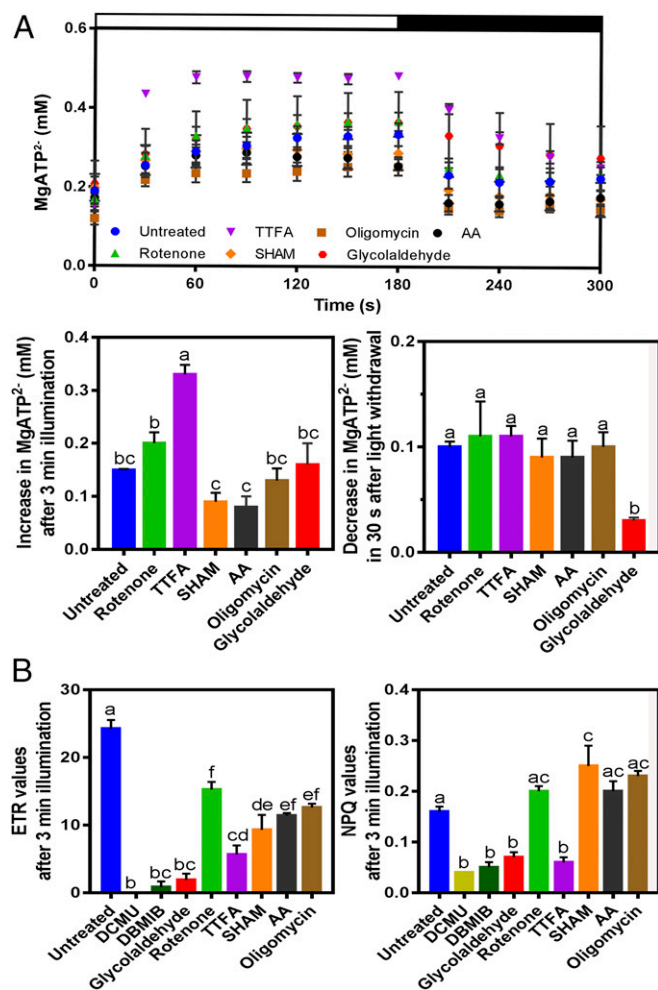 A
MgATP²⁻ (mM)
0.6
0.4
0.2
0.0
Untreated
TTFA
Oligomycin
AA
Rotenone
SHAM
Glycolaldehyde
0
60
120
180
240
300
Time (s)
Increase in MgATP²⁻ (mM)
after 3 min illumination
0.4
0.3
0.2
0.1
0.0
bc
b
a
c
c
bc
bc
Untreated
Rotenone
TTFA
SHAM
AA
Oligomycin
Glycolaldehyde
Decrease in MgATP²⁻ (mM)
in 30 s after light withdrawal
0.2
0.1
0.0
a
a
a
a
a
a
b
Untreated
Rotenone
TTFA
SHAM
AA
Oligomycin
Glycolaldehyde
B
ETR values
after 3 min illumination
30
20
10
0
a
b
bc
bc
f
cd
de
ef
ef
Untreated
DCMU
DBMIB
Glycolaldehyde
Rotenone
TTFA
SHAM
AA
Oligomycin
NPQ values
after 3 min illumination
0.4
0.3
0.2
0.1
0.0
a
b
b
b
ac
b
c
ac
ac
Untreated
DCMU
DBMIB
Glycolaldehyde
Rotenone
TTFA
SHAM
AA
Oligomycin